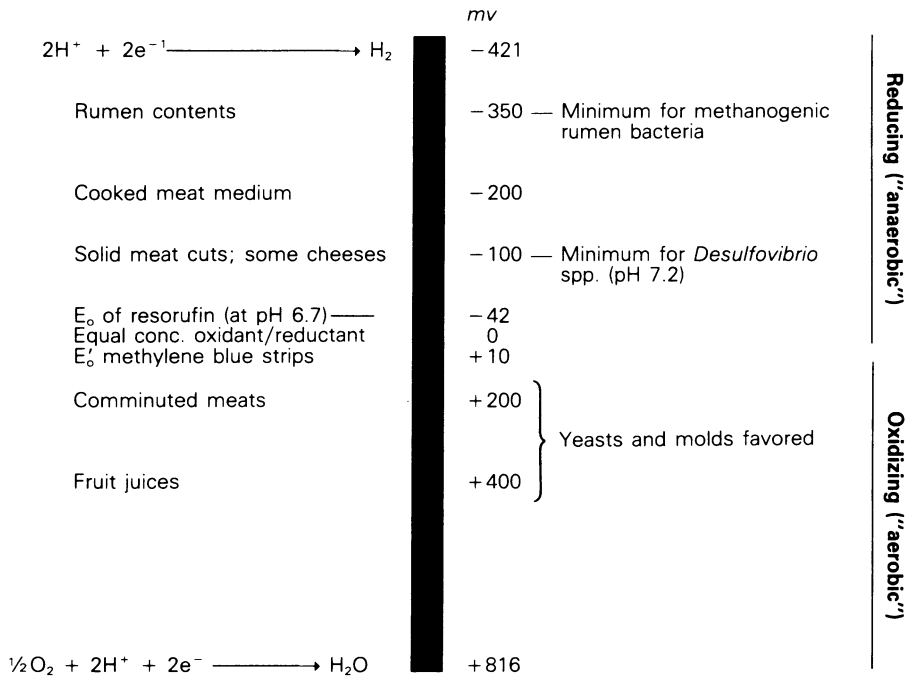 mv
2H⁺ + 2e⁻¹ ⟶ H₂ −421
Rumen contents −350 — Minimum for methanogenic
rumen bacteria
Cooked meat medium −200
Solid meat cuts; some cheeses −100 — Minimum for Desulfovibrio
spp. (pH 7.2)
Eₒ of resorufin (at pH 6.7)—— −42
Equal conc. oxidant/reductant 0
E′ₒ methylene blue strips +10
Comminuted meats +200
Yeasts and molds favored
Fruit juices +400
½O₂ + 2H⁺ + 2e⁻ ⟶ H₂O +816
Reducing ("anaerobic")
Oxidizing ("aerobic")